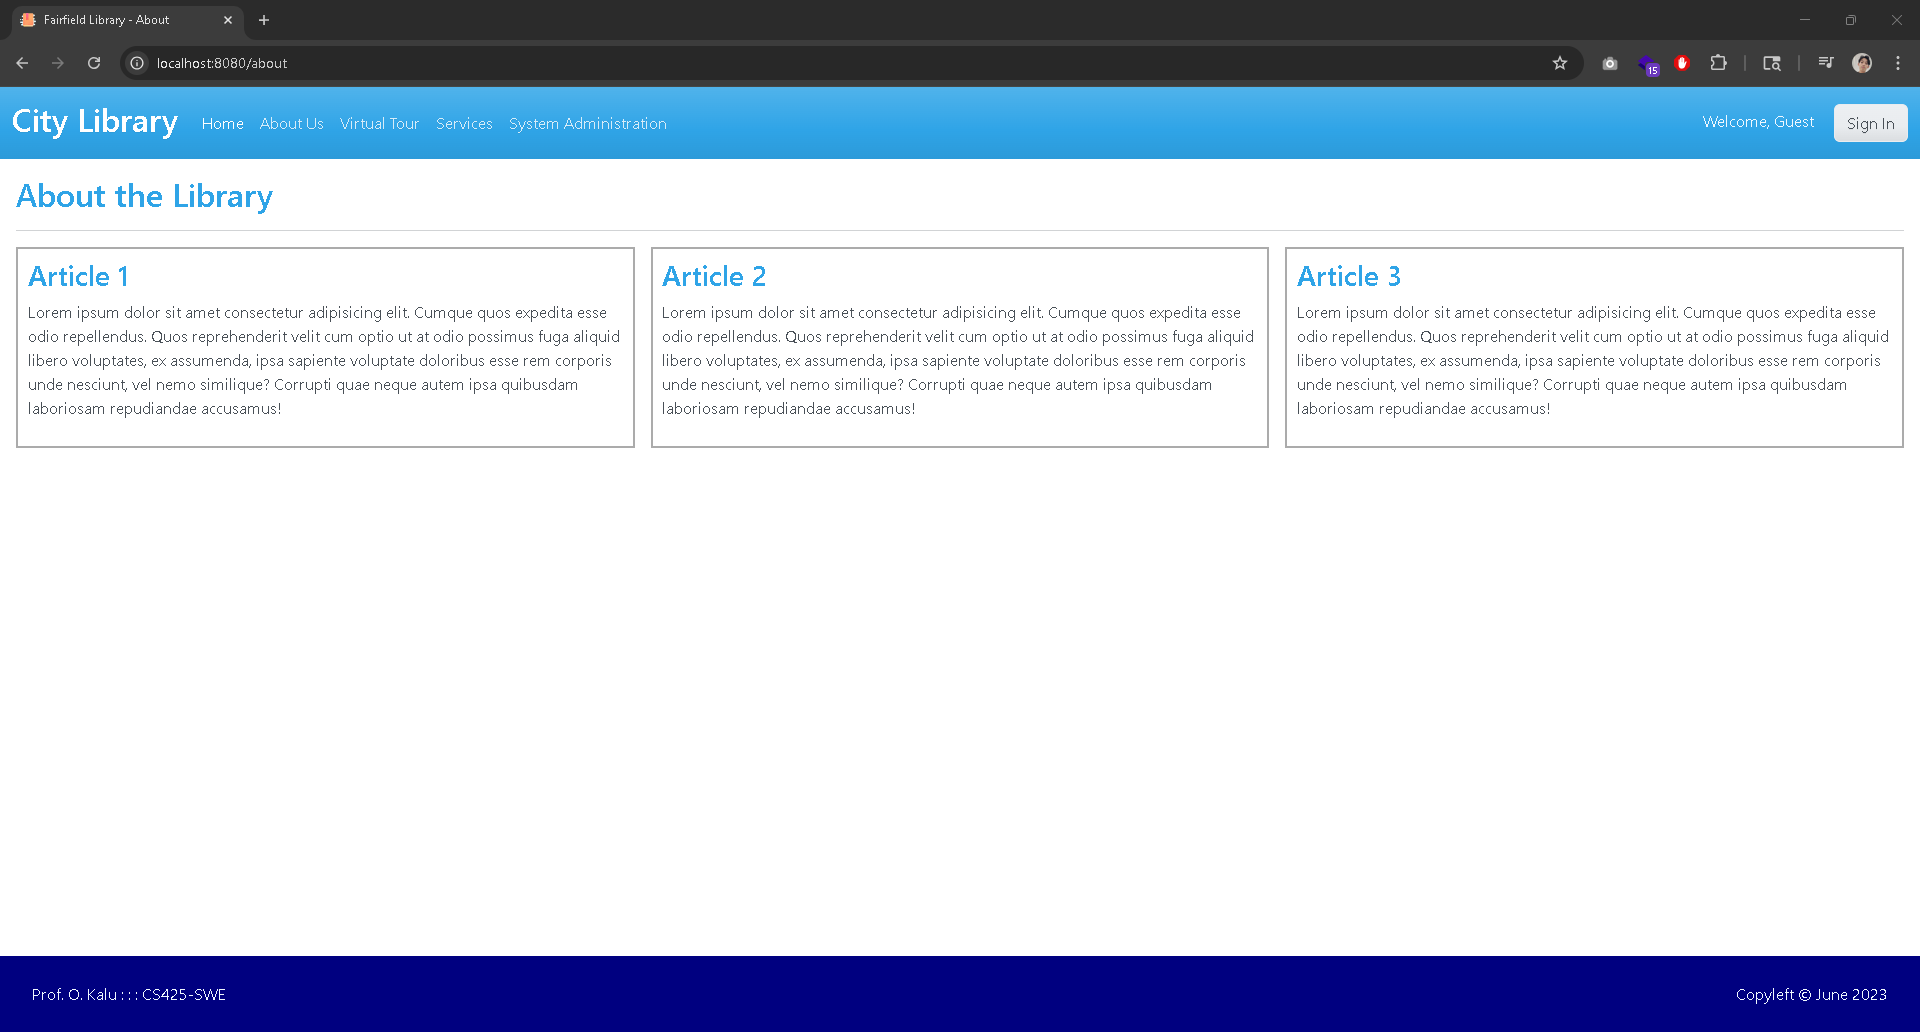 Fairfield Library - About
localhost:8080/about
15
City Library
Home About Us Virtual Tour Services System Administration
Welcome, Guest
Sign In
About the Library
Article 1
Lorem ipsum dolor sit amet consectetur adipisicing elit. Cumque quos expedita esse
odio repellendus. Quos reprehenderit velit cum optio ut at odio possimus fuga aliquid
libero voluptates, ex assumenda, ipsa sapiente voluptate doloribus esse rem corporis
unde nesciunt, vel nemo similique? Corrupti quae neque autem ipsa quibusdam
laboriosam repudiandae accusamus!
Article 2
Lorem ipsum dolor sit amet consectetur adipisicing elit. Cumque quos expedita esse
odio repellendus. Quos reprehenderit velit cum optio ut at odio possimus fuga aliquid
libero voluptates, ex assumenda, ipsa sapiente voluptate doloribus esse rem corporis
unde nesciunt, vel nemo similique? Corrupti quae neque autem ipsa quibusdam
laboriosam repudiandae accusamus!
Article 3
Lorem ipsum dolor sit amet consectetur adipisicing elit. Cumque quos expedita esse
odio repellendus. Quos reprehenderit velit cum optio ut at odio possimus fuga aliquid
libero voluptates, ex assumenda, ipsa sapiente voluptate doloribus esse rem corporis
unde nesciunt, vel nemo similique? Corrupti quae neque autem ipsa quibusdam
laboriosam repudiandae accusamus!
Prof. O. Kalu : : : CS425-SWE
Copyleft © June 2023